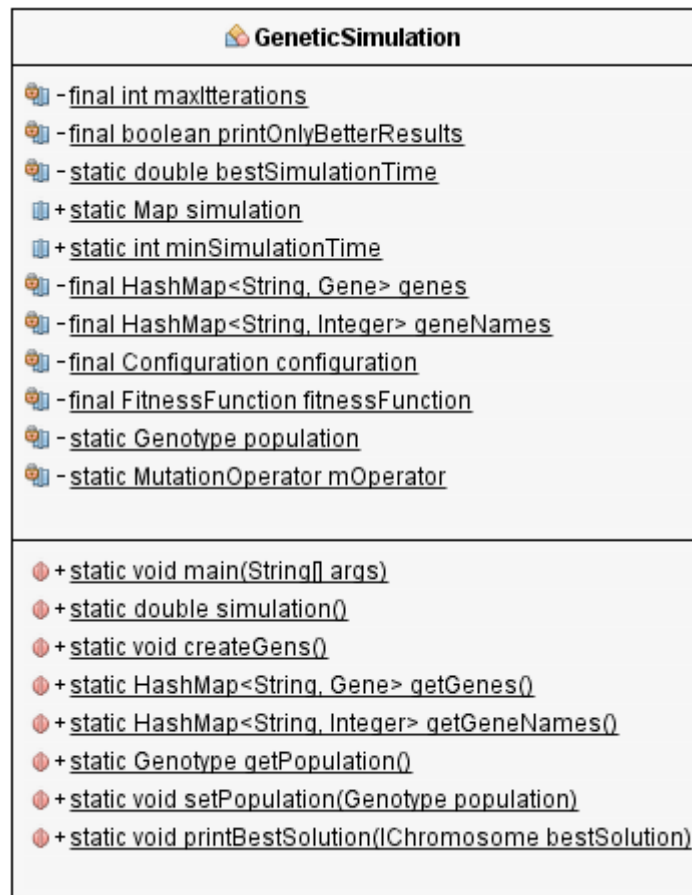 GeneticSimulation
- final int maxItterations
- final boolean printOnlyBetterResults
- static double bestSimulationTime
+ static Map simulation
+ static int minSimulationTime
- final HashMap<String, Gene> genes
- final HashMap<String, Integer> geneNames
- final Configuration configuration
- final FitnessFunction fitnessFunction
- static Genotype population
- static MutationOperator mOperator
+ static void main(String[] args)
+ static double simulation()
+ static void createGens()
+ static HashMap<String, Gene> getGenes()
+ static HashMap<String, Integer> getGeneNames()
+ static Genotype getPopulation()
+ static void setPopulation(Genotype population)
+ static void printBestSolution(IChromosome bestSolution)